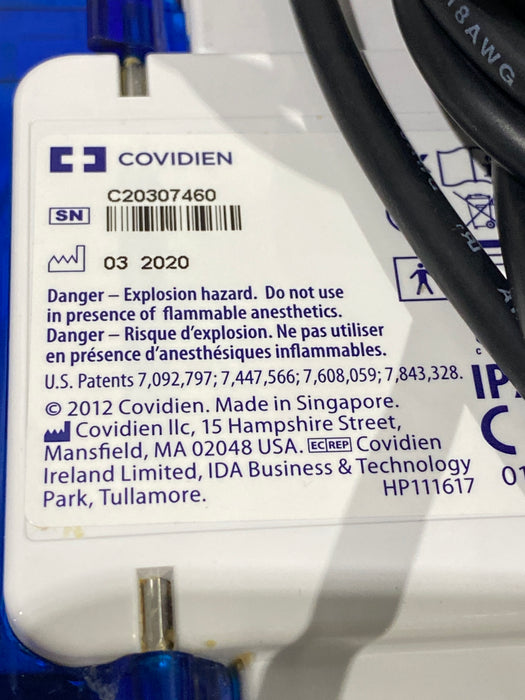 18AWG
COVIDIEN
C20307460
SN
03 2020
Danger – Explosion hazard. Do not use
in presence of flammable anesthetics.
Danger – Risque d'explosion. Ne pas utiliser
en présence d'anesthésiques inflammables.
U.S. Patents 7,092,797; 7,447,566; 7,608,059; 7,843,328.
© 2012 Covidien. Made in Singapore.
Covidien llc, 15 Hampshire Street,
Mansfield, MA 02048 USA. EC REP Covidien
Ireland Limited, IDA Business & Technology
Park, Tullamore. HP111617